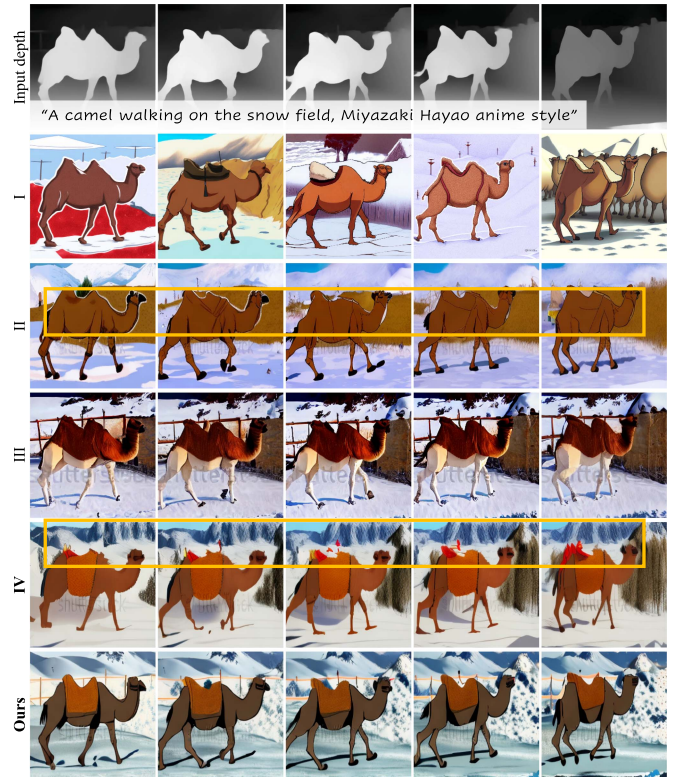 Input depth
“A camel walking on the snow field, Miyazaki Hayao anime style”
I
II
III
IV
Ours